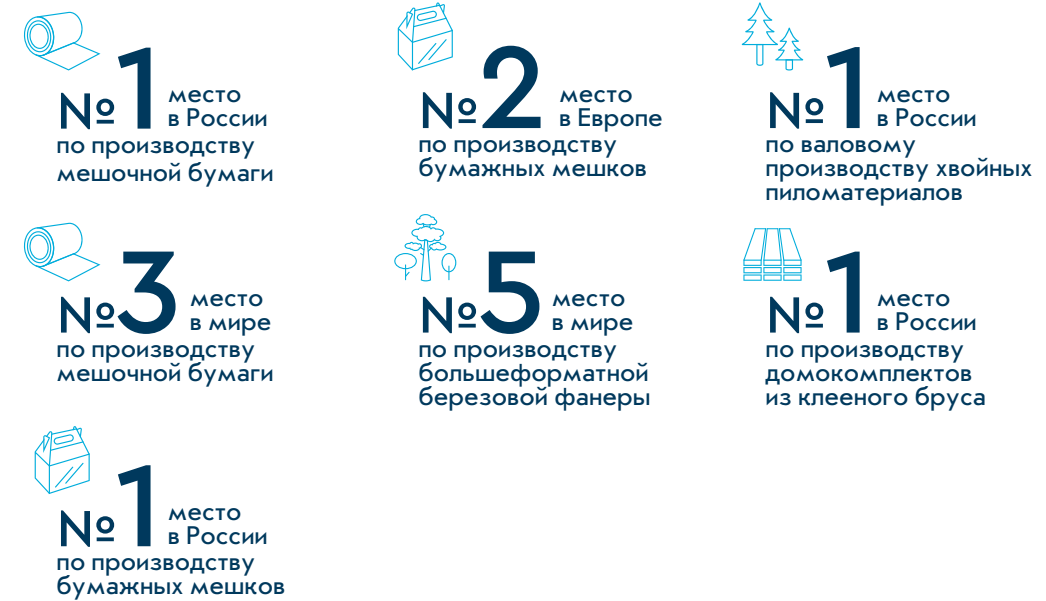 №1 место
в России
по производству
мешочной бумаги
№2 место
в Европе
по производству
бумажных мешков
№1 место
в России
по валовому
производству хвойных
пиломатериалов
№3 место
в мире
по производству
мешочной бумаги
№5 место
в мире
по производству
большеформатной
березовой фанеры
№1 место
в России
по производству
домокомплектов
из клееного бруса
№1 место
в России
по производству
бумажных мешков